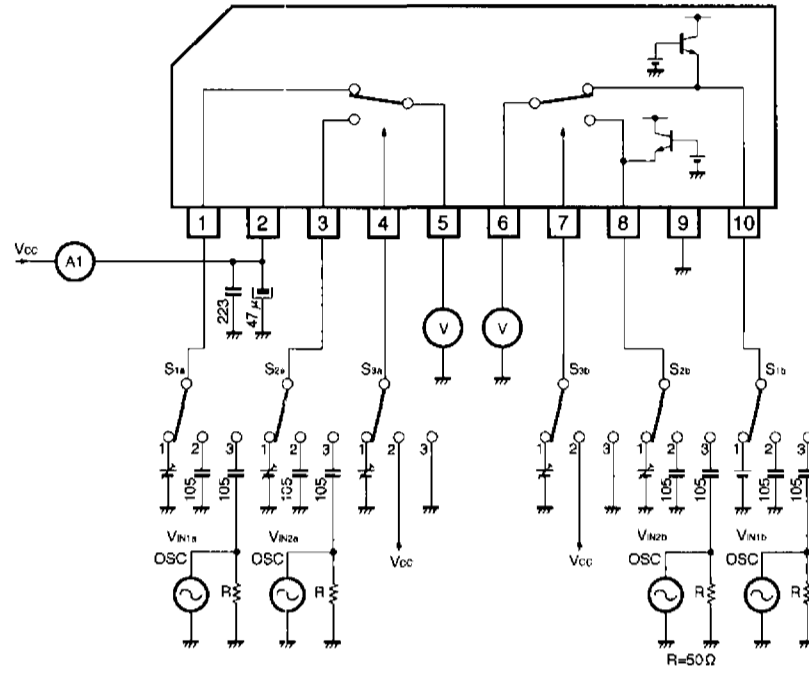 1 2 3 4 5 6 7 8 9 10
Vcc A1
223
47μ
V V
S1a S2a S3a S3b S2b S1b
1 2 3 1 2 3 1 2 3 1 2 3 1 2 3 1 2 3
105 105 105 105 105 105 105 105
VIN1a VIN2a VIN2b VIN1b
OSC OSC Vcc Vcc OSC OSC
R R R R
R=50Ω